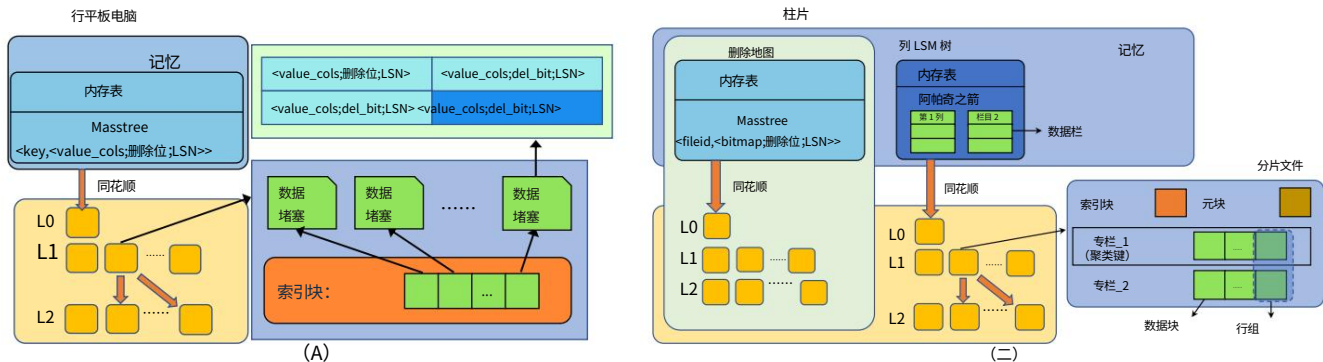 行平板电脑
记忆
内存表
Masstree
<key,<value_cols;删除位;LSN>>
同花顺
L0
L1
......
L2
......
<value_cols;删除位;LSN>
<value_cols;del_bit;LSN>
<value_cols;del_bit;LSN>
<value_cols;del_bit;LSN>
数据
堵塞
数据
堵塞
......
数据
堵塞
索引块：
...
(A)
柱片
删除地图
内存表
Masstree
<fileid,<bitmap;删除位;LSN>>
同花顺
L0
L1
......
L2
......
列 LSM 树
记忆
内存表
阿帕奇之箭
第 1 列
栏目 2
数据栏
同花顺
L0
L1
......
L2
......
分片文件
索引块
元块
专栏_1
(聚类键)
...
专栏_2
...
数据块
行组
(二)